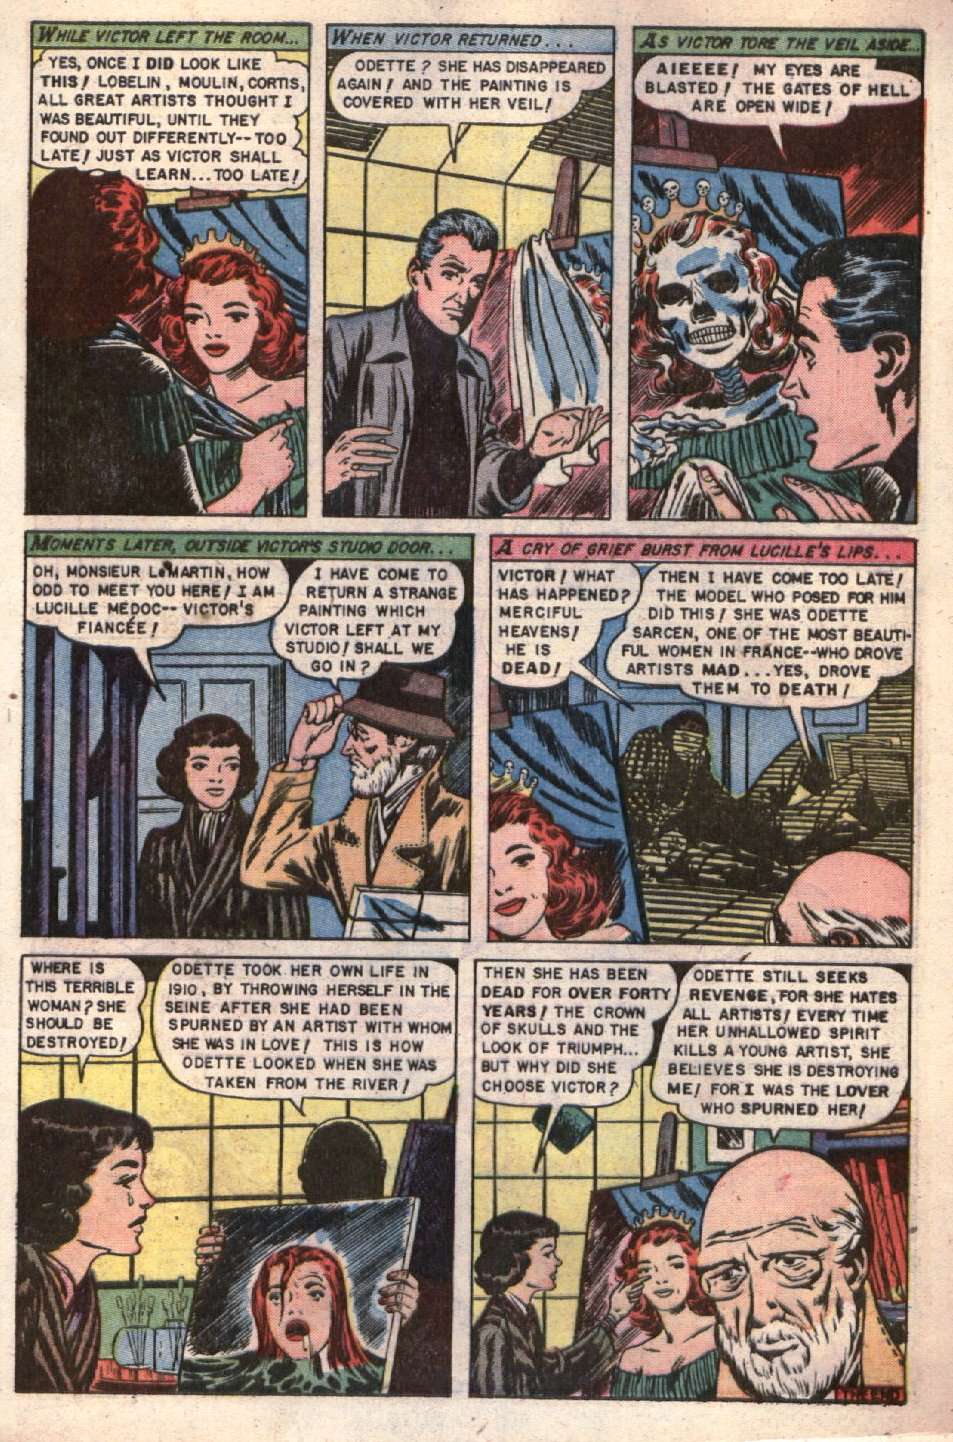 WHILE VICTOR LEFT THE ROOM...
YES, ONCE I DID LOOK LIKE
THIS! LOBELIN, MOULIN, CORTIS,
ALL GREAT ARTISTS THOUGHT I
WAS BEAUTIFUL, UNTIL THEY
FOUND OUT DIFFERENTLY--TOO
LATE! JUST AS VICTOR SHALL
LEARN...TOO LATE!
WHEN VICTOR RETURNED...
ODETTE? SHE HAS DISAPPEARED
AGAIN! AND THE PAINTING IS
COVERED WITH HER VEIL!
AS VICTOR TORE THE VEIL ASIDE...
AIEEEE! MY EYES ARE
BLASTED! THE GATES OF HELL
ARE OPEN WIDE!
MOMENTS LATER, OUTSIDE VICTOR'S STUDIO DOOR...
OH, MONSIEUR LeMARTIN, HOW
ODD TO MEET YOU HERE! I AM
LUCILLE MEDOC--VICTOR'S
FIANCÉE!
I HAVE COME TO
RETURN A STRANGE
PAINTING WHICH
VICTOR LEFT AT MY
STUDIO! SHALL WE
GO IN?
A CRY OF GRIEF BURST FROM LUCILLE'S LIPS...
VICTOR! WHAT
HAS HAPPENED?
MERCIFUL
HEAVENS!
HE IS
DEAD!
THEN I HAVE COME TOO LATE!
THE MODEL WHO POSED FOR HIM
DID THIS! SHE WAS ODETTE
SARCEN, ONE OF THE MOST BEAUTI-
FUL WOMEN IN FRANCE--WHO DROVE
ARTISTS MAD...YES, DROVE
THEM TO DEATH!
WHERE IS
THIS TERRIBLE
WOMAN? SHE
SHOULD BE
DESTROYED!
ODETTE TOOK HER OWN LIFE IN
1910, BY THROWING HERSELF IN THE
SEINE AFTER SHE HAD BEEN
SPURNED BY AN ARTIST WITH WHOM
SHE WAS IN LOVE! THIS IS HOW
ODETTE LOOKED WHEN SHE WAS
TAKEN FROM THE RIVER!
THEN SHE HAS BEEN
DEAD FOR OVER FORTY
YEARS! THE CROWN
OF SKULLS AND THE
LOOK OF TRIUMPH...
BUT WHY DID SHE
CHOOSE VICTOR?
ODETTE STILL SEEKS
REVENGE, FOR SHE HATES
ALL ARTISTS! EVERY TIME
HER UNHALLOWED SPIRIT
KILLS A YOUNG ARTIST, SHE
BELIEVES SHE IS DESTROYING
ME! FOR I WAS THE LOVER
WHO SPURNED HER!
THE END